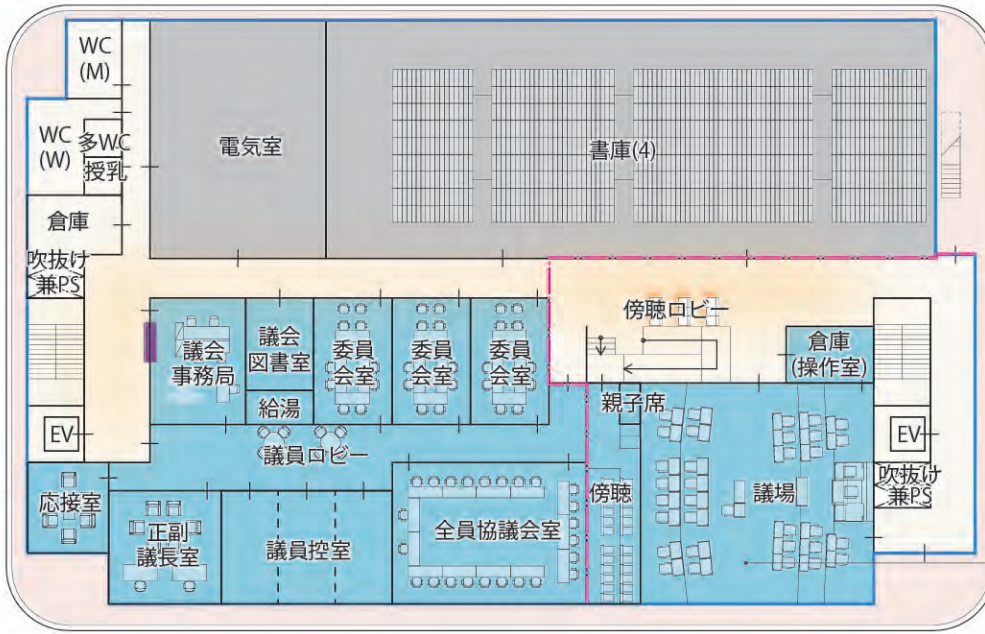 WC
(M)
WC
(W)
多WC
授乳
倉庫
吹抜け
兼PS
電気室
書庫(4)
傍聴ロビー
倉庫
(操作室)
議会
事務局
議会
図書室
給湯
委員
会室
委員
会室
委員
会室
親子席
EV
議員ロビー
EV
吹抜け
兼PS
応接室
正副
議長室
議員控室
全員協議会室
傍聴
議場